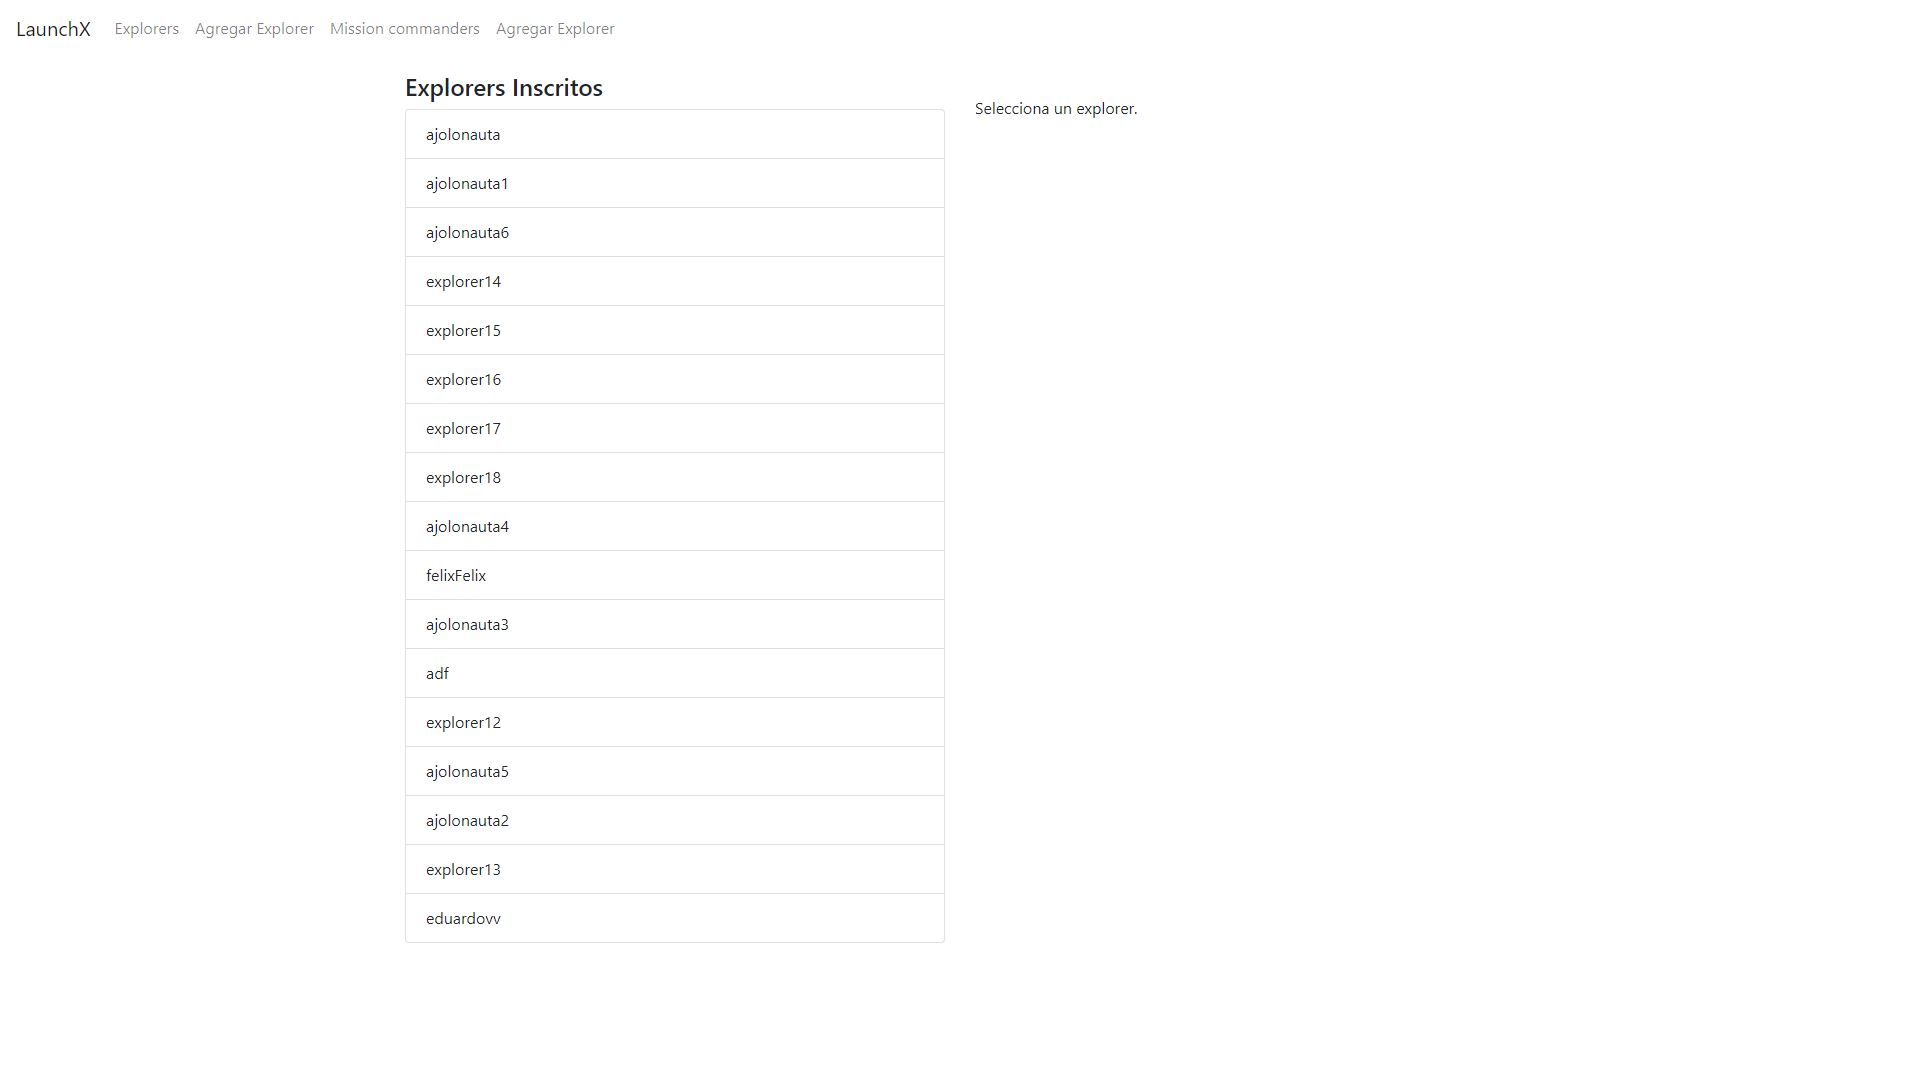 LaunchX Explorers Agregar Explorer Mission commanders Agregar Explorer
Explorers Inscritos
ajolonauta
ajolonauta1
ajolonauta6
explorer14
explorer15
explorer16
explorer17
explorer18
ajolonauta4
felixFelix
ajolonauta3
adf
explorer12
ajolonauta5
ajolonauta2
explorer13
eduardovv
Selecciona un explorer.